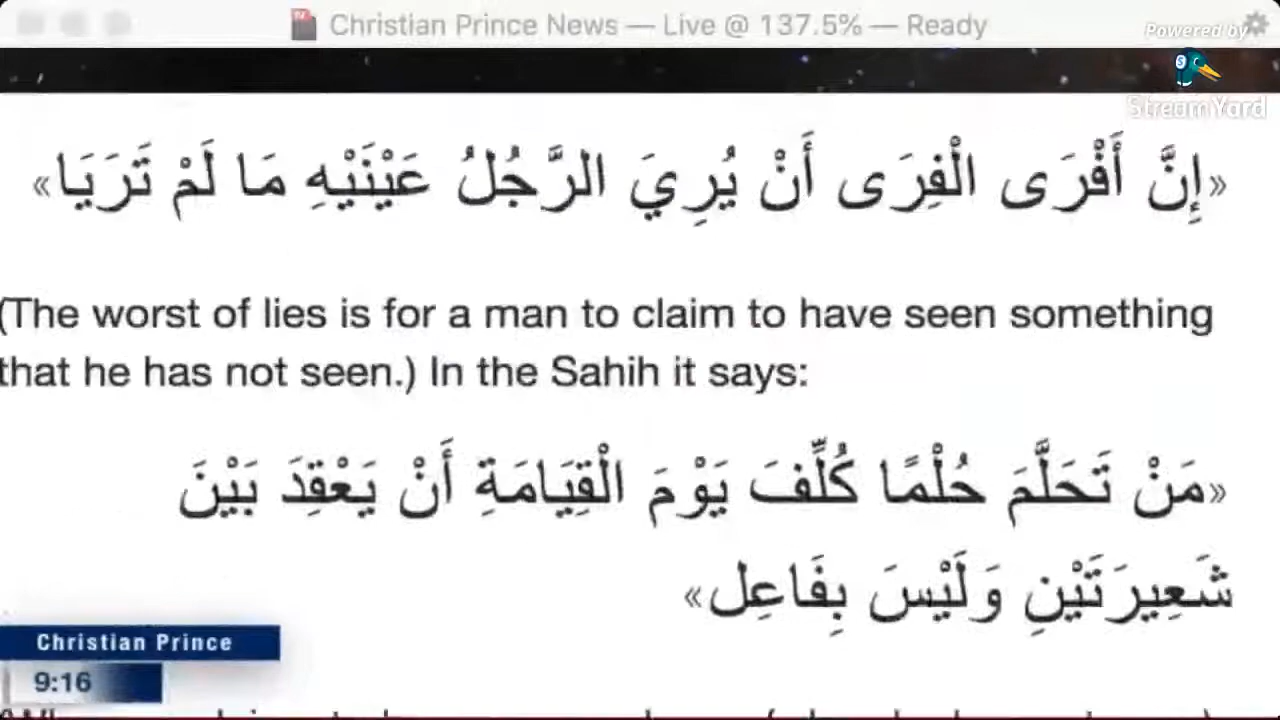 Christian Prince News — Live @ 137.5% — Ready
Powered by
StreamYard
«إِنَّ أَفْرَى الْفِرَى أَنْ يُرِيَ الرَّجُلُ عَيْنَيْهِ مَا لَمْ تَرَيَا»
(The worst of lies is for a man to claim to have seen something
that he has not seen.) In the Sahih it says:
«مَنْ تَحَلَّمَ حُلْمًا كُلِّفَ يَوْمَ الْقِيَامَةِ أَنْ يَعْقِدَ بَيْنَ
شَعِيرَتَيْنِ وَلَيْسَ بِفَاعِل»
Christian Prince
9:16